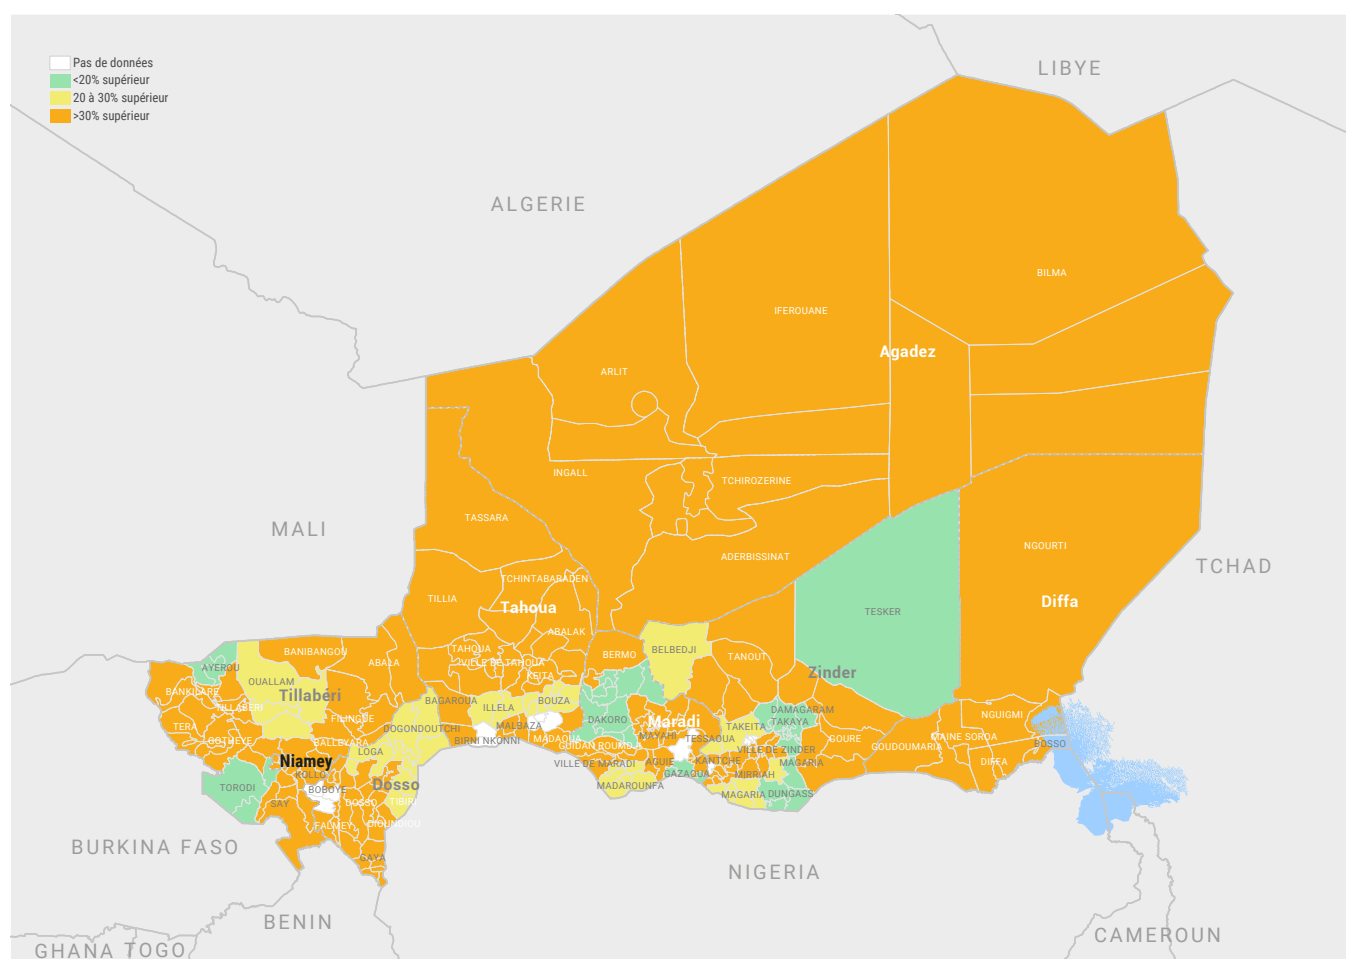 Pas de données
<20% supérieur
20 à 30% supérieur
>30% supérieur
LIBYE
ALGERIE
BILMA
IFEROUANE
Agadez
ARLIT
INGALL
TCHIROZERINE
TASSARA
MALI
ADERBISSINAT
NGOURTI
TCHAD
TCHINTABARADEN
TILLIA
Tahoua
Diffa
TESKER
ABALAK
TAHOUA
BANIBANGOU
BELBEDJI
BERMO
TANOUT
ABALA
VILLE DE TAHOUA
AYEROU
Zinder
KEITA
OUALLAM
BANKILARE
Tillabéri
BAGAROUA
BOUZA
ILLELA
TILLABERI
DAMAGARAM
TAKAYA
NGUIGMI
FILINGUE
DAKORO
Maradi
TERA
DOGONDOUTCHI
MALBAZA
TAKEITA
MAYAHI
TESSAOUA
MAINE SOROA
GOTHEYE
BALLEYARA
BIRNI NKONNI
MADAOUA
GUIDAN ROUMDJI
GOURE
GOUDOUMARIA
BOSSO
LOGA
VILLE DE ZINDER
Niamey
VILLE DE MARADI
AGUIE
KANTCHE
MAGARIA
DIFFA
KOLLO
GAZAOUA
MIRRIAH
TORODI
BOBOYE
Dosso
MADAROUNFA
SAY
DOSSO
TIBIRI
MAGARIA
DUNGASS
FALMEY
DIOUNDIOU
BURKINA FASO
GAYA
NIGERIA
BENIN
CAMEROUN
GHANA
TOGO